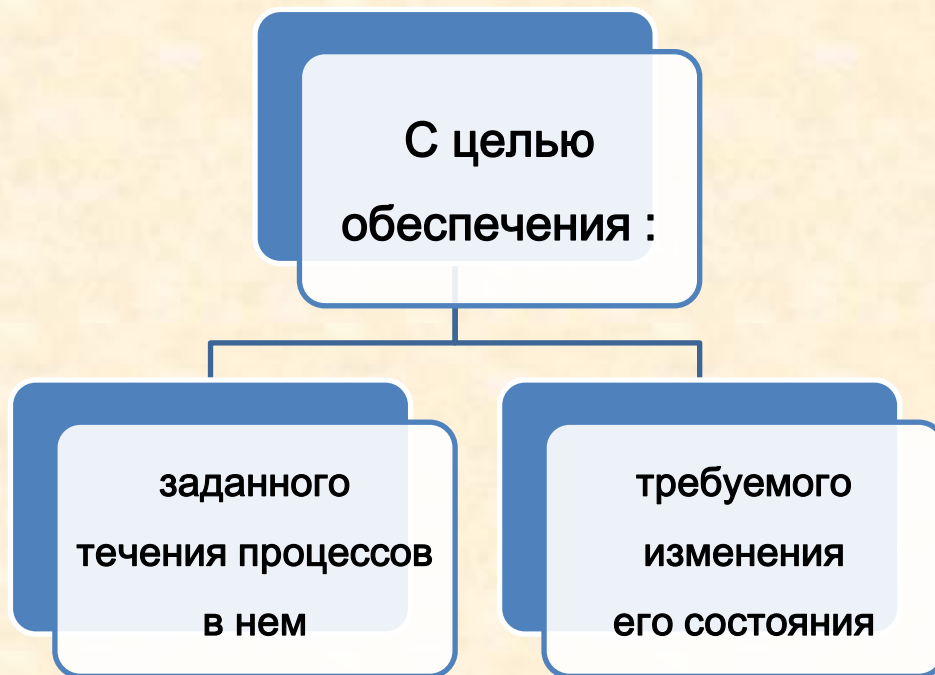 С целью
обеспечения :
заданного
течения процессов
в нем
требуемого
изменения
его состояния